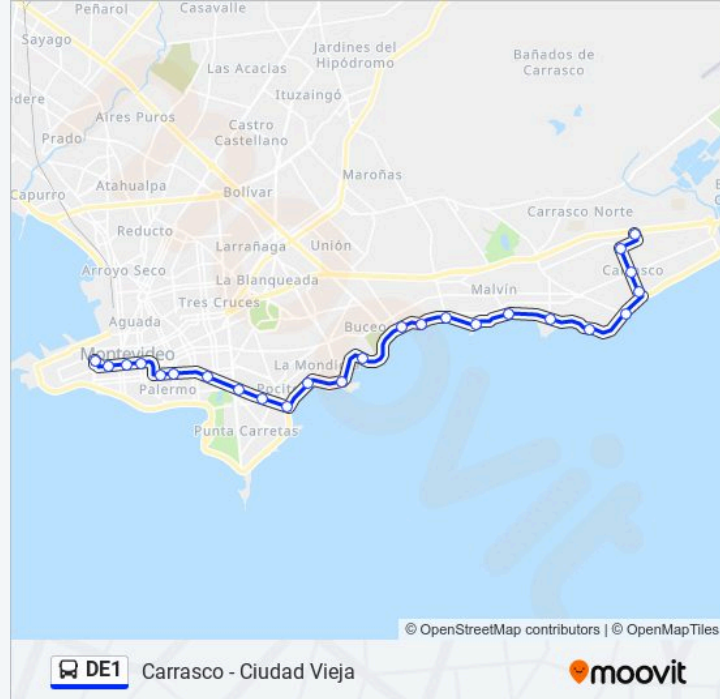 Peñarol
Casavalle
Sayago
Jardines del
Hipódromo
Las Acacias
Bañados de
Carrasco
Ituzaingó
edere
Aires Puros
Castro
Castellano
Prado
Maroñas
Capurro
Atahualpa
Bolívar
Carrasco Norte
Reducto
Larrañaga
Unión
Arroyo Seco
La Blanqueada
Carrasco
Malvín
Tres Cruces
Aguada
Buceo
Montevideo
La Mondi
Palermo
Pocito
Punta Carretas
© OpenStreetMap contributors | © OpenMapTiles
DE1
Carrasco - Ciudad Vieja
moovit